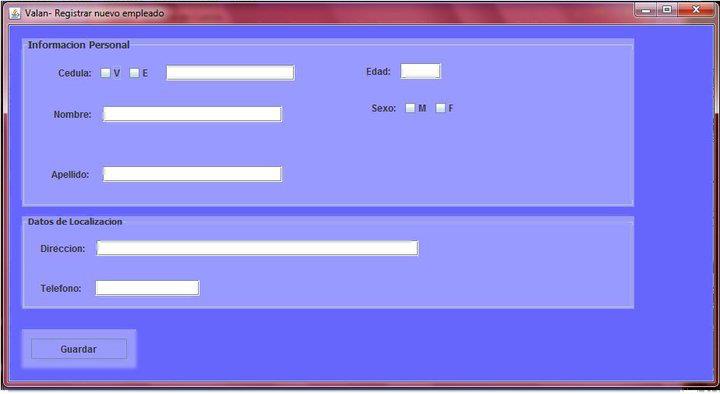 Valan- Registrar nuevo empleado
Informacion Personal
Cedula: V E Edad:
Nombre: Sexo: M F
Apellido:
Datos de Localizacion
Direccion:
Telefono:
Guardar